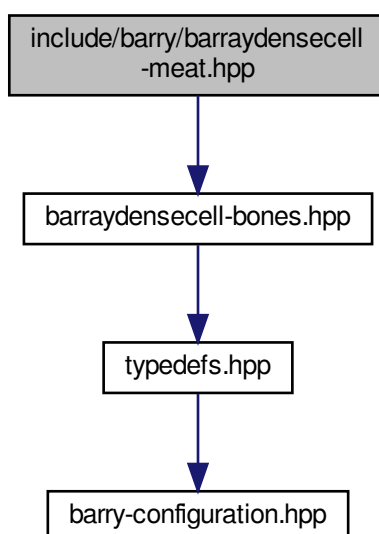 include/barry/barraydensecell
-meat.hpp
barraydensecell-bones.hpp
typedefs.hpp
barry-configuration.hpp